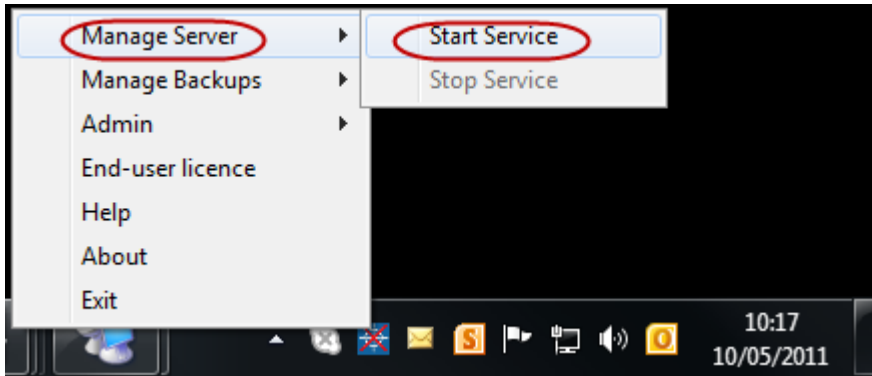 Manage Server
Start Service
Manage Backups
Stop Service
Admin
End-user licence
Help
About
Exit
10:17
10/05/2011